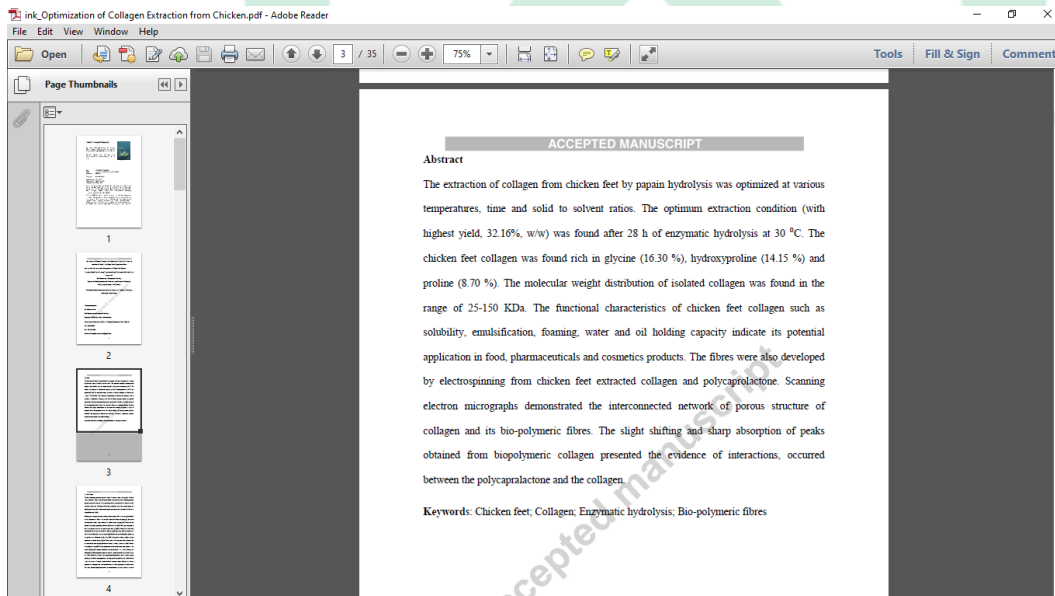 ink_Optimization of Collagen Extraction from Chicken.pdf - Adobe Reader
File Edit View Window Help
Open 3 / 35 75% Tools Fill & Sign Comment
Page Thumbnails
1
2
3
4
ACCEPTED MANUSCRIPT
Abstract
The extraction of collagen from chicken feet by papain hydrolysis was optimized at various
temperatures, time and solid to solvent ratios. The optimum extraction condition (with
highest yield, 32.16%, w/w) was found after 28 h of enzymatic hydrolysis at 30 ⁰C. The
chicken feet collagen was found rich in glycine (16.30 %), hydroxyproline (14.15 %) and
proline (8.70 %). The molecular weight distribution of isolated collagen was found in the
range of 25-150 KDa. The functional characteristics of chicken feet collagen such as
solubility, emulsification, foaming, water and oil holding capacity indicate its potential
application in food, pharmaceuticals and cosmetics products. The fibres were also developed
by electrospinning from chicken feet extracted collagen and polycaprolactone. Scanning
electron micrographs demonstrated the interconnected network of porous structure of
collagen and its bio-polymeric fibres. The slight shifting and sharp absorption of peaks
obtained from biopolymeric collagen presented the evidence of interactions, occurred
between the polycapralactone and the collagen.
Keywords: Chicken feet; Collagen; Enzymatic hydrolysis; Bio-polymeric fibres
cepted manuscript